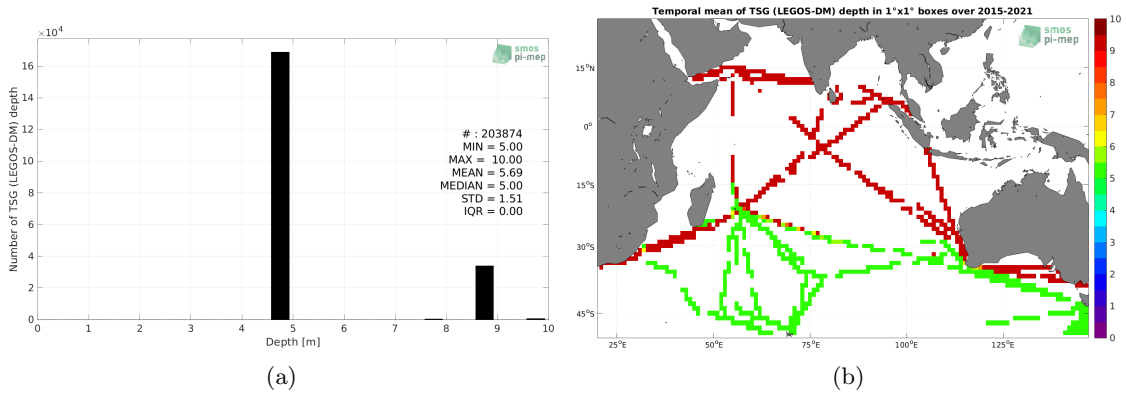 ×10⁴
smos
pi-mep
16
14
12
10
8
6
4
2
0
Number of TSG (LEGOS-DM) depth
# : 203874
MIN = 5.00
MAX = 10.00
MEAN = 5.69
MEDIAN = 5.00
STD = 1.51
IQR = 0.00
0 1 2 3 4 5 6 7 8 9 10
Depth [m]
(a)
Temporal mean of TSG (LEGOS-DM) depth in 1°x1° boxes over 2015-2021
smos
pi-mep
15°N
0°
15°S
30°S
45°S
25°E 50°E 75°E 100°E 125°E
10
9
8
7
6
5
4
3
2
1
0
(b)